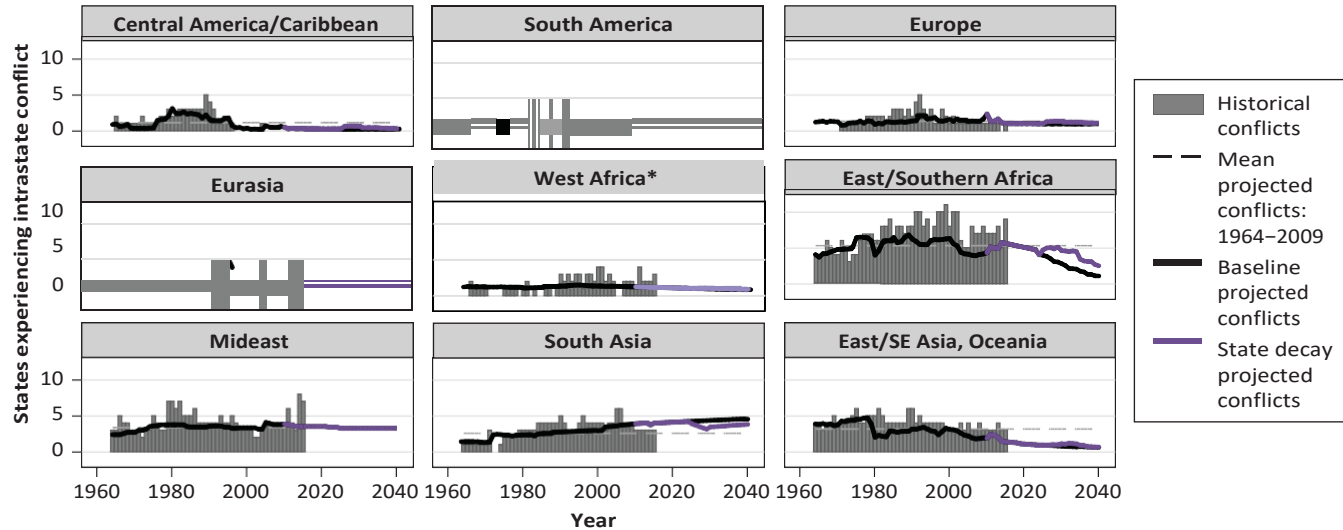 Central America/Caribbean
South America
Europe
10
5
0
Eurasia
West Africa*
East/Southern Africa
10
5
0
Mideast
South Asia
East/SE Asia, Oceania
10
5
0
1960 1980 2000 2020 2040
1960 1980 2000 2020 2040
1960 1980 2000 2020 2040
Year
States experiencing intrastate conflict
Historical
conflicts
Mean
projected
conflicts:
1964–2009
Baseline
projected
conflicts
State decay
projected
conflicts